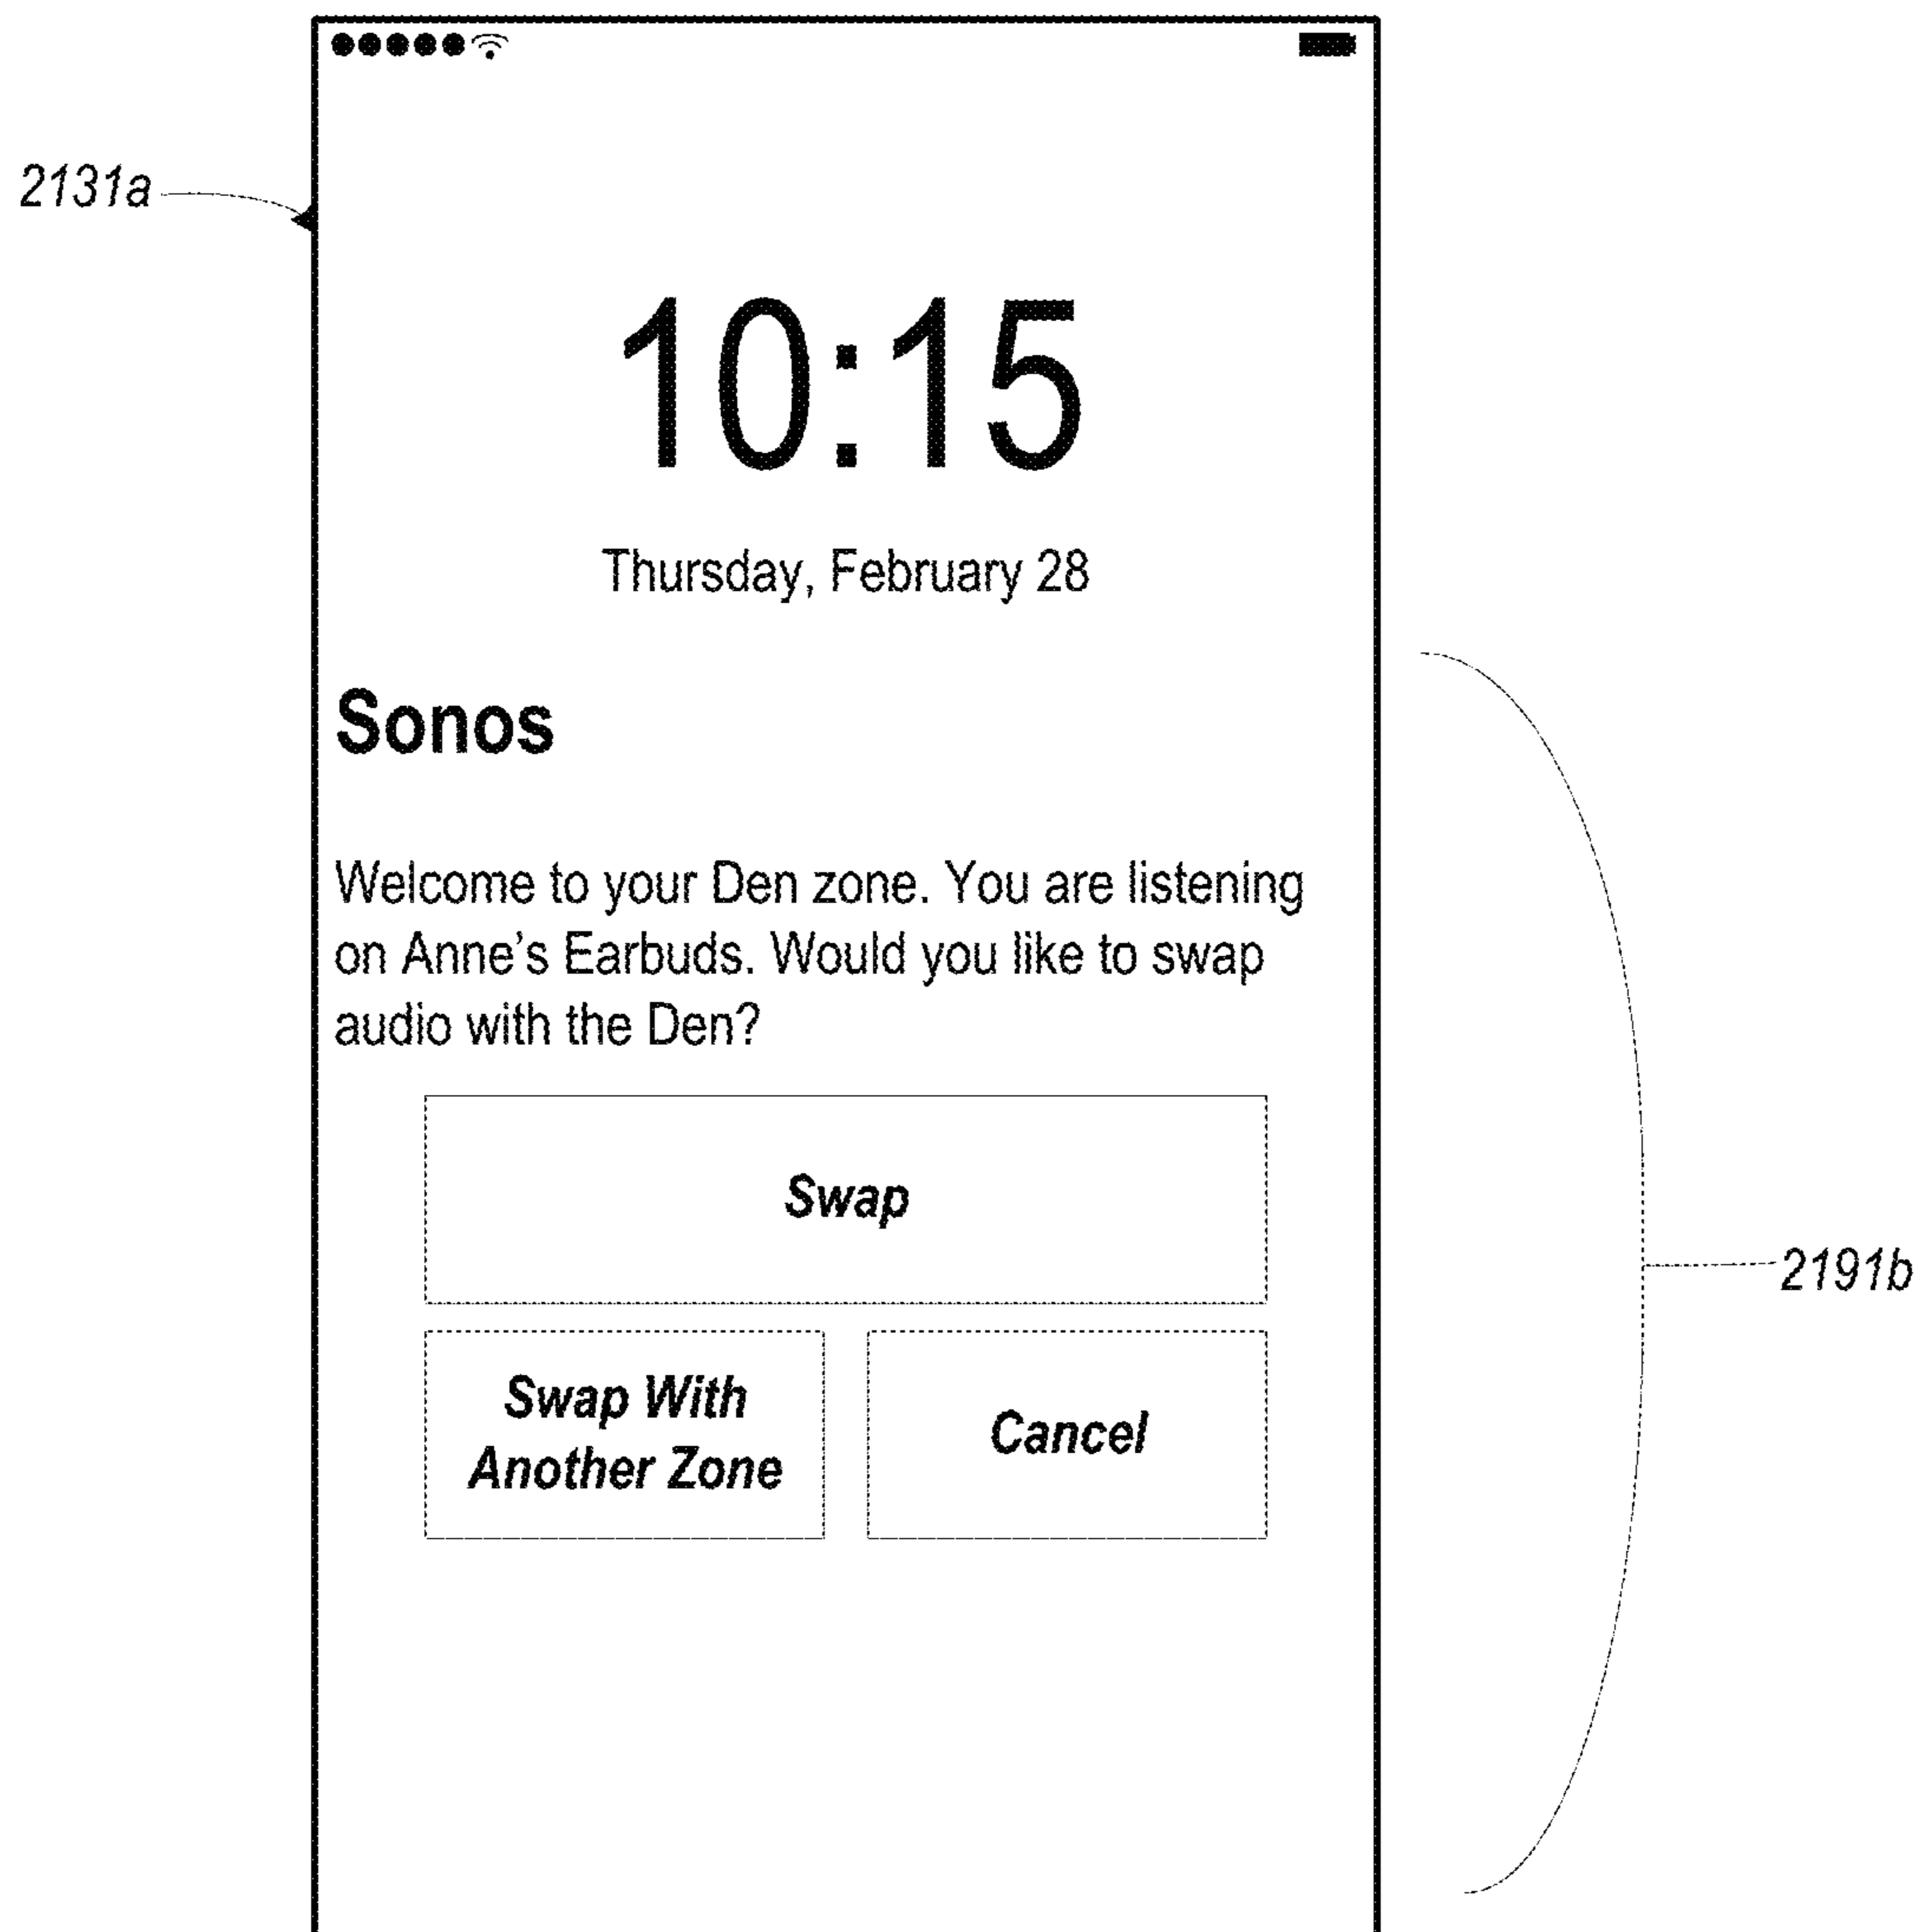 2131a
10:15
Thursday, February 28
Sonos
Welcome to your Den zone. You are listening
on Anne's Earbuds. Would you like to swap
audio with the Den?
Swap
Swap With
Another Zone
Cancel
2191b